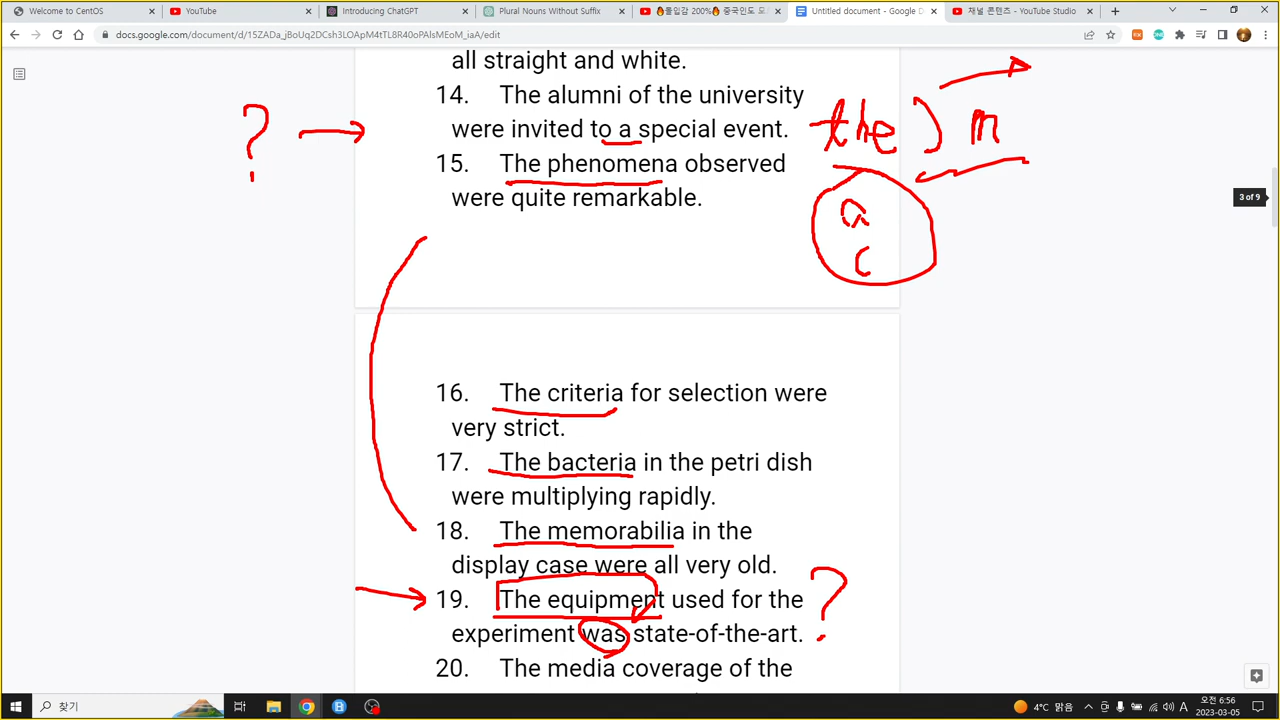 Welcome to CentOS
YouTube
Introducing ChatGPT
Plural Nouns Without Suffix
Untitled document - Google D
채널 콘텐츠 - YouTube Studio
docs.google.com/document/d/15ZADa_jBoUq2DCsh3LOApM4tTL8R40oPAlsMEoM_iaA/edit
all straight and white.
14. The alumni of the university
were invited to a special event.
15. The phenomena observed
were quite remarkable.
?
the ) n
a
c
3 of 9
16. The criteria for selection were
very strict.
17. The bacteria in the petri dish
were multiplying rapidly.
18. The memorabilia in the
display case were all very old.
19. The equipment used for the
experiment was state-of-the-art.
?
20. The media coverage of the
찾기
4°C 맑음
A
오전 6:56
2023-03-05